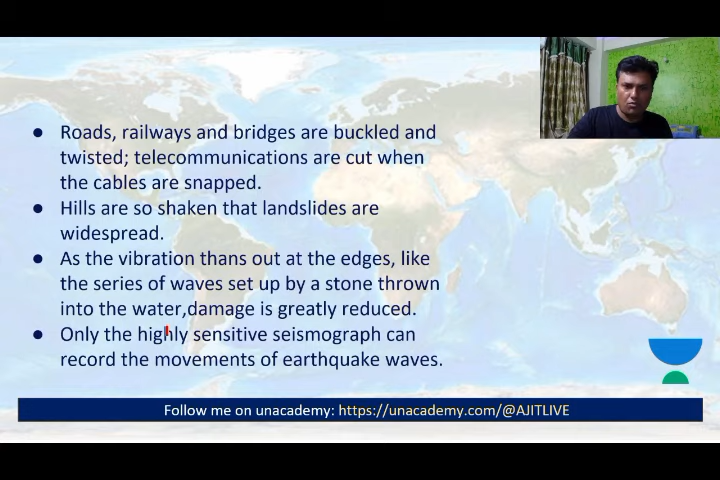 ● Roads, railways and bridges are buckled and
twisted; telecommunications are cut when
the cables are snapped.
● Hills are so shaken that landslides are
widespread.
● As the vibration thans out at the edges, like
the series of waves set up by a stone thrown
into the water,damage is greatly reduced.
● Only the highly sensitive seismograph can
record the movements of earthquake waves.
Follow me on unacademy: https://unacademy.com/@AJITLIVE